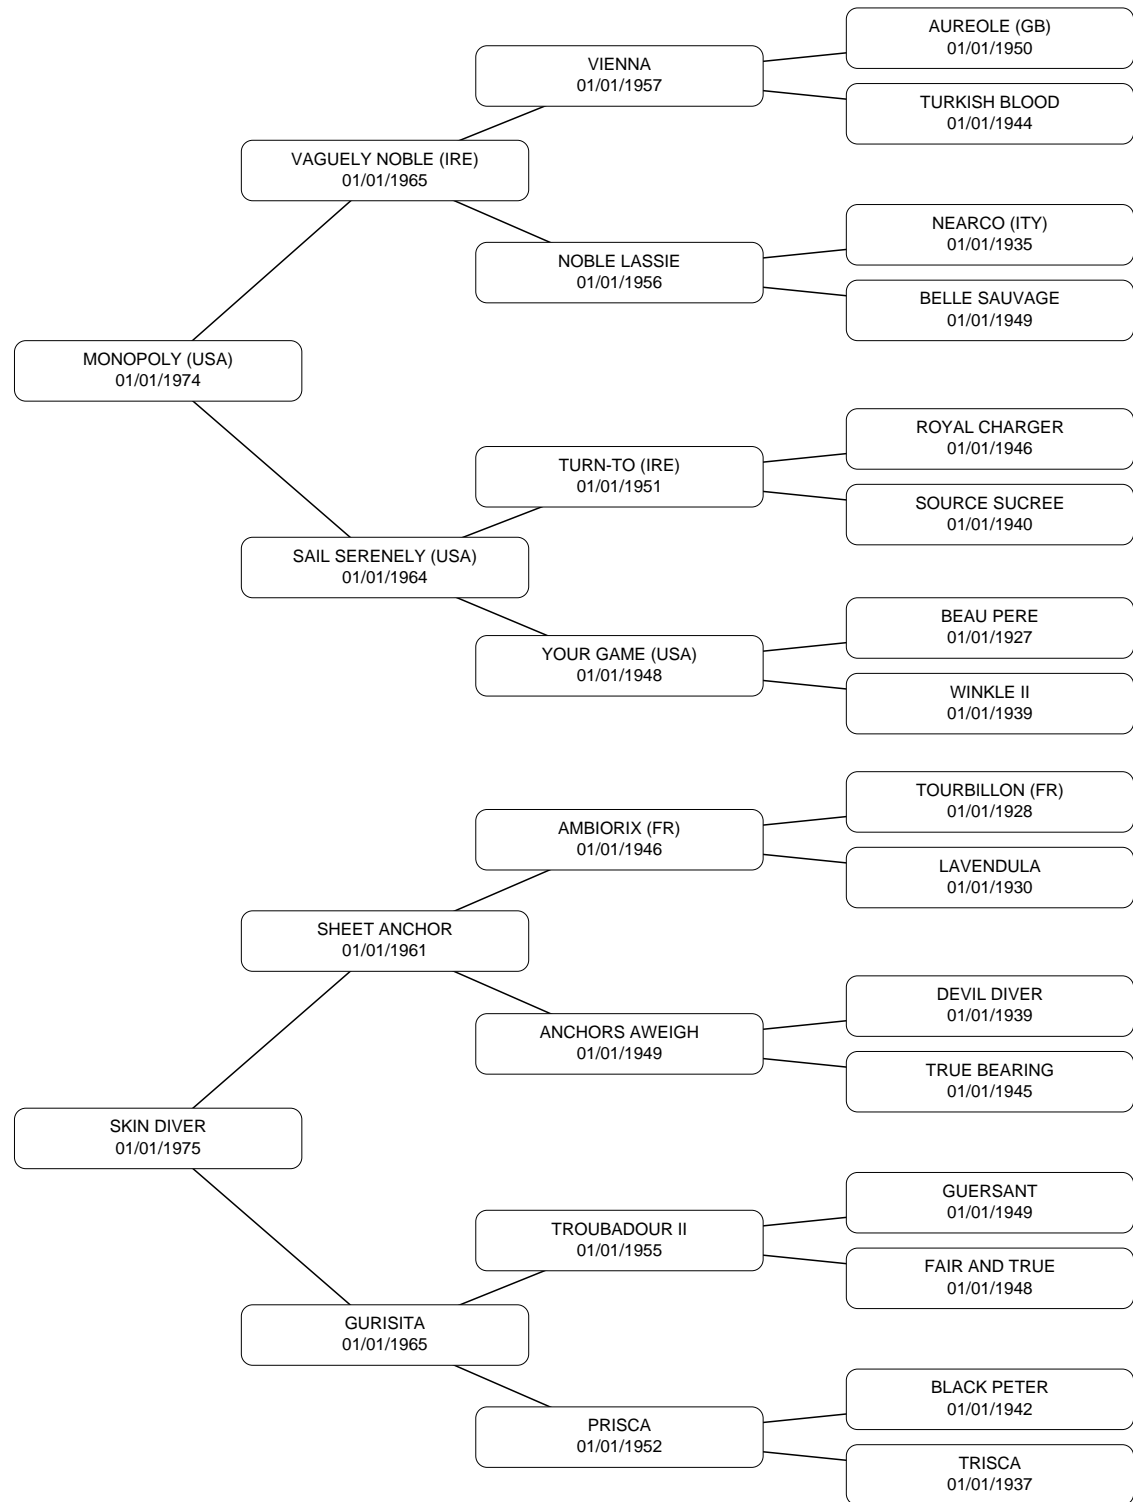 AUREOLE (GB)
01/01/1950
VIENNA
01/01/1957
TURKISH BLOOD
01/01/1944
VAGUELY NOBLE (IRE)
01/01/1965
NEARCO (ITY)
01/01/1935
NOBLE LASSIE
01/01/1956
BELLE SAUVAGE
01/01/1949
MONOPOLY (USA)
01/01/1974
ROYAL CHARGER
01/01/1946
TURN-TO (IRE)
01/01/1951
SOURCE SUCREE
01/01/1940
SAIL SERENELY (USA)
01/01/1964
BEAU PERE
01/01/1927
YOUR GAME (USA)
01/01/1948
WINKLE II
01/01/1939
TOURBILLON (FR)
01/01/1928
AMBIORIX (FR)
01/01/1946
LAVENDULA
01/01/1930
SHEET ANCHOR
01/01/1961
DEVIL DIVER
01/01/1939
ANCHORS AWEIGH
01/01/1949
TRUE BEARING
01/01/1945
SKIN DIVER
01/01/1975
GUERSANT
01/01/1949
TROUBADOUR II
01/01/1955
FAIR AND TRUE
01/01/1948
GURISITA
01/01/1965
BLACK PETER
01/01/1942
PRISCA
01/01/1952
TRISCA
01/01/1937